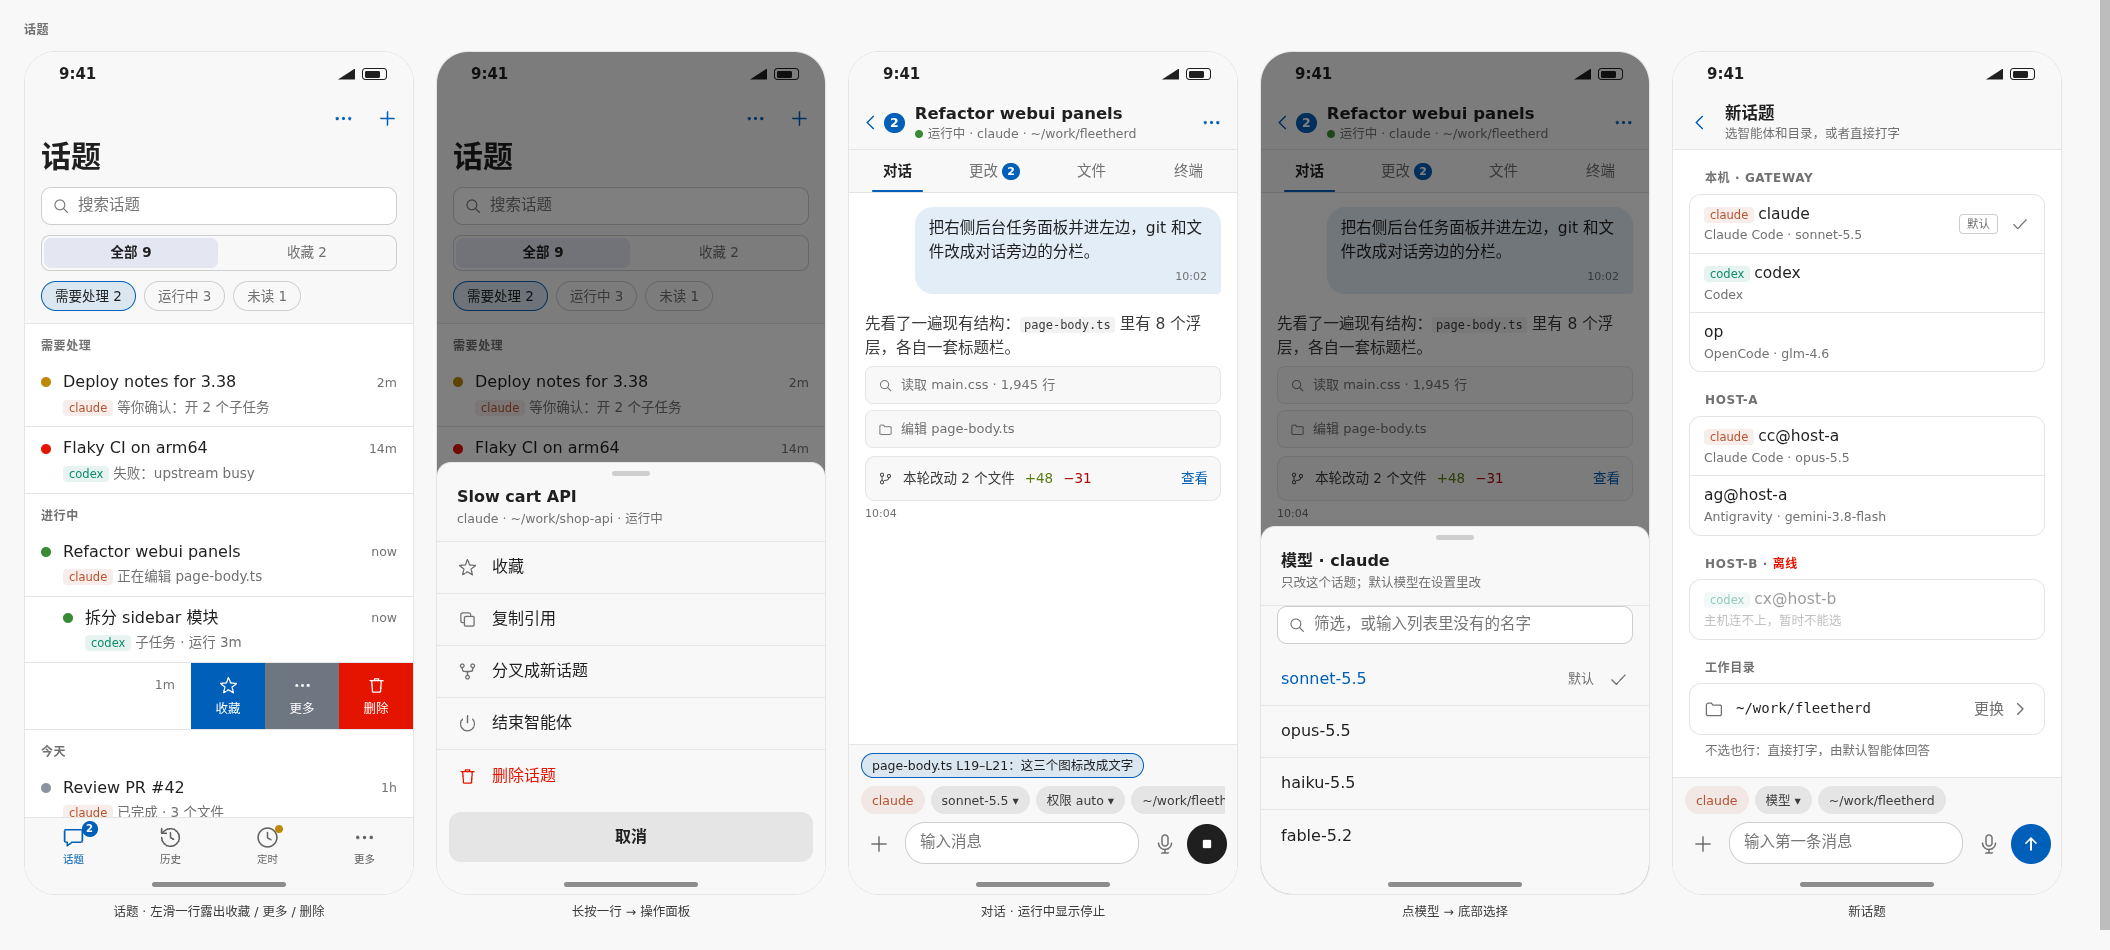 话题
9:41
话题
搜索话题
全部 9
收藏 2
需要处理 2
运行中 3
未读 1
需要处理
Deploy notes for 3.38
2m
claude 等你确认：开 2 个子任务
Flaky CI on arm64
14m
codex 失败：upstream busy
进行中
Refactor webui panels
now
claude 正在编辑 page-body.ts
拆分 sidebar 模块
now
codex 子任务 · 运行 3m
1m
收藏
更多
删除
今天
Review PR #42
1h
claude 已完成 · 3 个文件
2
话题
历史
定时
更多
话题 · 左滑一行露出收藏 / 更多 / 删除
9:41
话题
搜索话题
全部 9
收藏 2
需要处理 2
运行中 3
未读 1
需要处理
Deploy notes for 3.38
2m
claude 等你确认：开 2 个子任务
Flaky CI on arm64
14m
Slow cart API
claude · ~/work/shop-api · 运行中
收藏
复制引用
分叉成新话题
结束智能体
删除话题
取消
长按一行 → 操作面板
9:41
2
Refactor webui panels
运行中 · claude · ~/work/fleetherd
对话
更改 2
文件
终端
把右侧后台任务面板并进左边，git 和文
件改成对话旁边的分栏。
10:02
先看了一遍现有结构：page-body.ts 里有 8 个浮
层，各自一套标题栏。
读取 main.css · 1,945 行
编辑 page-body.ts
本轮改动 2 个文件 +48 −31
查看
10:04
page-body.ts L19–L21：这三个图标改成文字
claude
sonnet-5.5 ▾
权限 auto ▾
~/work/fleeth
输入消息
对话 · 运行中显示停止
9:41
2
Refactor webui panels
运行中 · claude · ~/work/fleetherd
对话
更改 2
文件
终端
把右侧后台任务面板并进左边，git 和文
件改成对话旁边的分栏。
10:02
先看了一遍现有结构：page-body.ts 里有 8 个浮
层，各自一套标题栏。
读取 main.css · 1,945 行
编辑 page-body.ts
本轮改动 2 个文件 +48 −31
查看
10:04
模型 · claude
只改这个话题；默认模型在设置里改
筛选，或输入列表里没有的名字
sonnet-5.5
默认
opus-5.5
haiku-5.5
fable-5.2
点模型 → 底部选择
9:41
新话题
选智能体和目录，或者直接打字
本机 · GATEWAY
claude claude
默认
Claude Code · sonnet-5.5
codex codex
Codex
op
OpenCode · glm-4.6
HOST-A
claude cc@host-a
Claude Code · opus-5.5
ag@host-a
Antigravity · gemini-3.8-flash
HOST-B · 离线
codex cx@host-b
主机连不上，暂时不能选
工作目录
~/work/fleetherd
更换
不选也行：直接打字，由默认智能体回答
claude
模型 ▾
~/work/fleetherd
输入第一条消息
新话题